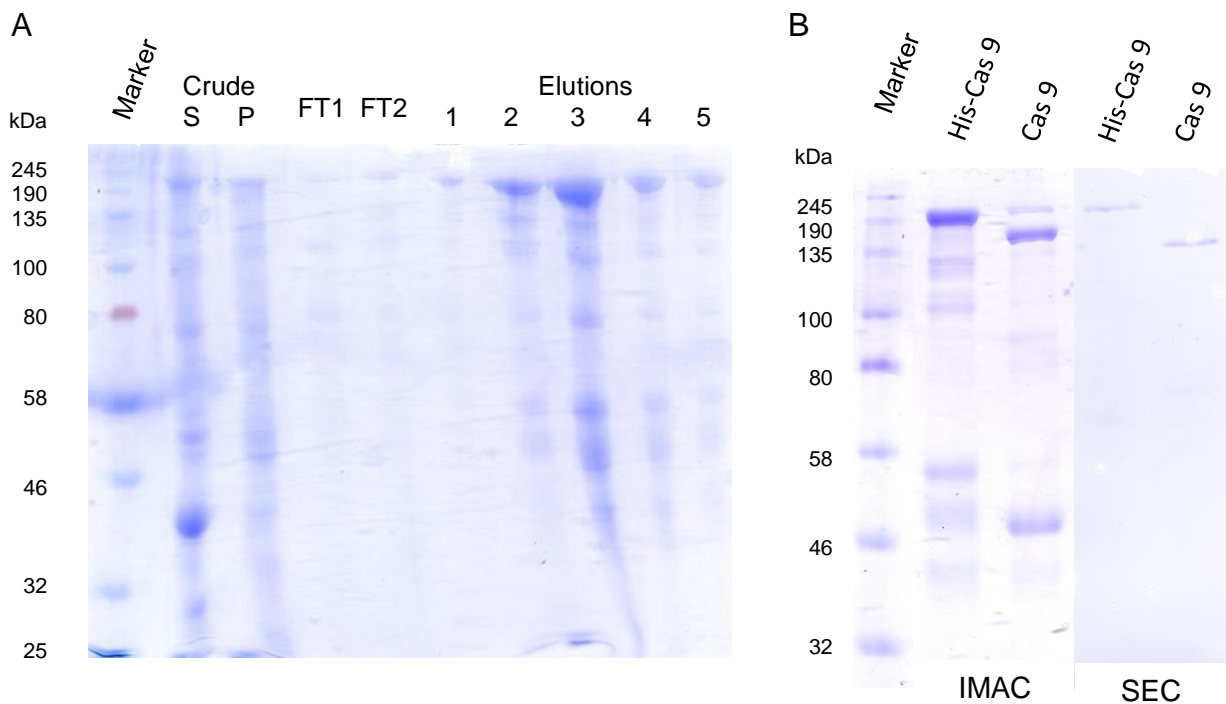 A
Marker
Crude
S P
FT1 FT2
Elutions
1 2 3 4 5
kDa
245
190
135
100
80
58
46
32
25
B
Marker
His-Cas 9
Cas 9
His-Cas 9
Cas 9
kDa
245
190
135
100
80
58
46
32
IMAC
SEC